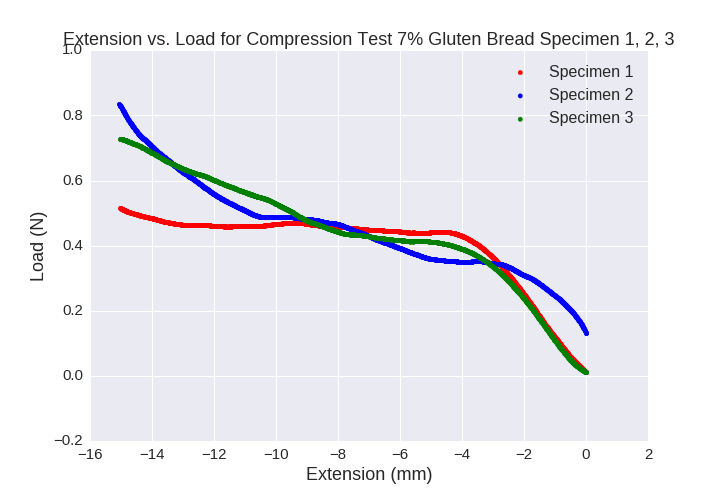 Extension vs. Load for Compression Test 7% Gluten Bread Specimen 1, 2, 3
1.0
0.8
0.6
0.4
0.2
0.0
−0.2
Load (N)
Specimen 1
Specimen 2
Specimen 3
−16 −14 −12 −10 −8 −6 −4 −2 0 2
Extension (mm)